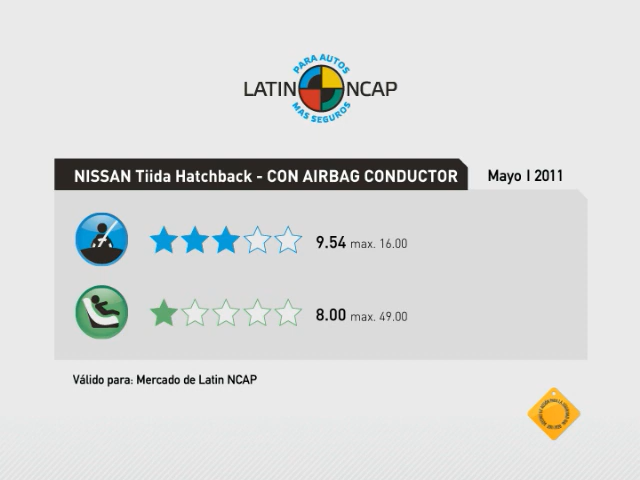 PARA AUTOS
LATIN NCAP
MAS SEGUROS
NISSAN Tiida Hatchback - CON AIRBAG CONDUCTOR
Mayo I 2011
9.54 max. 16.00
8.00 max. 49.00
Válido para: Mercado de Latin NCAP